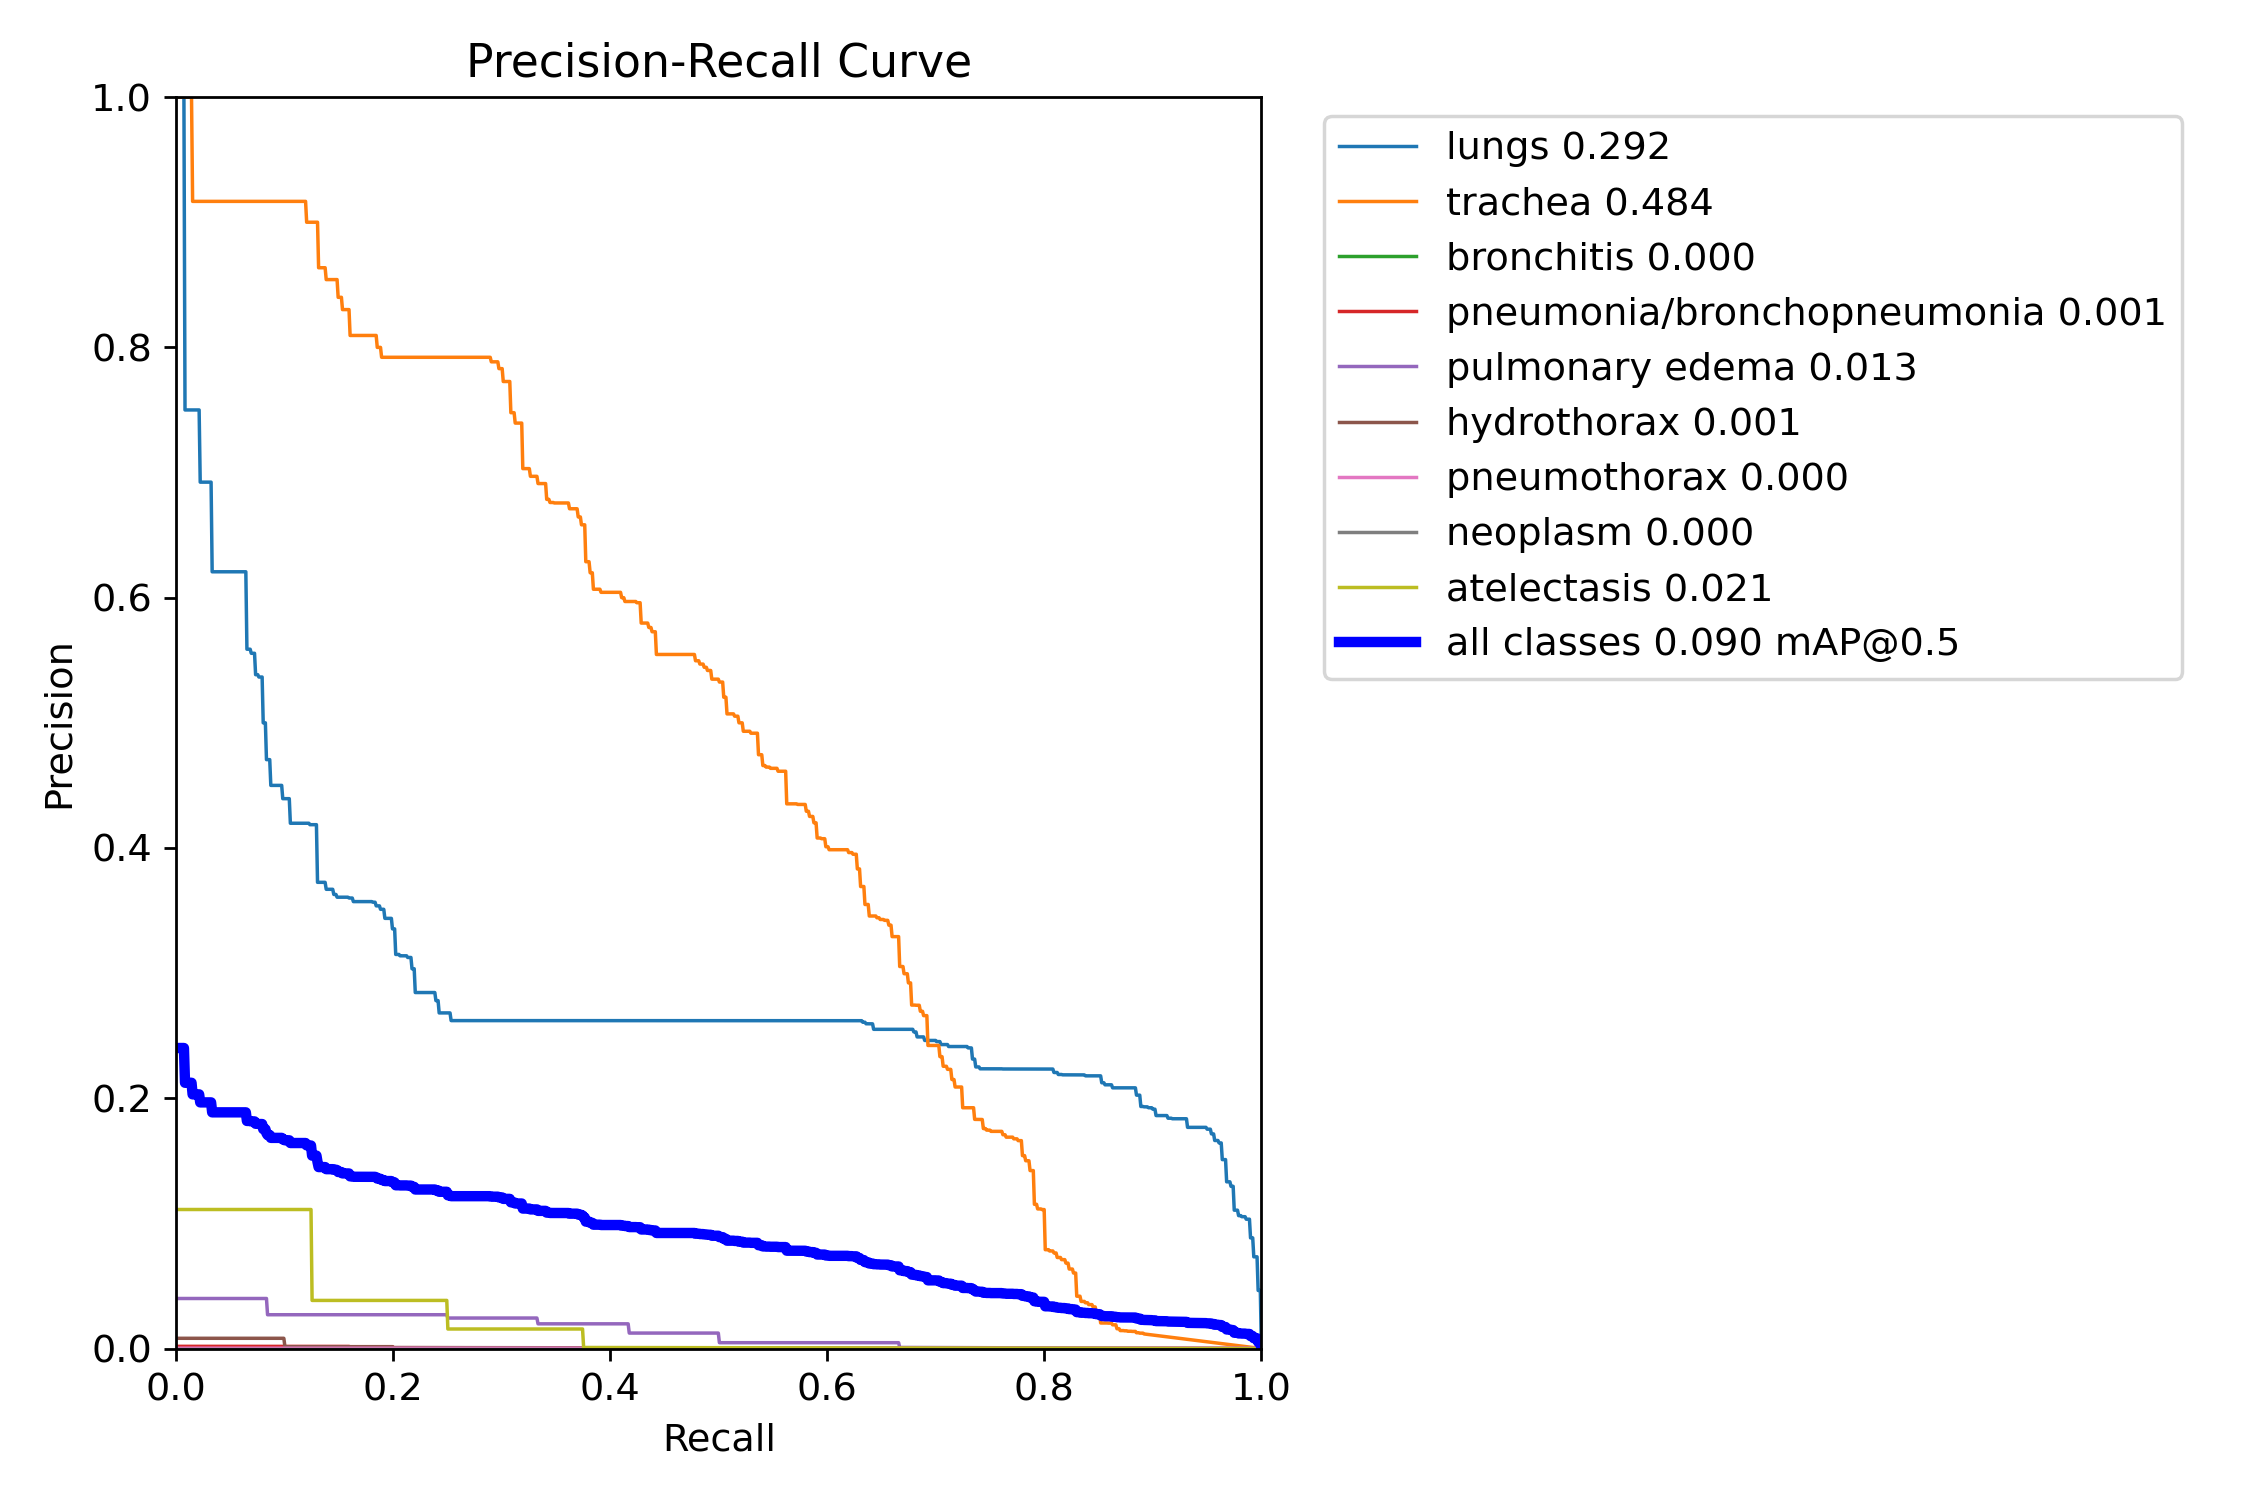 Precision-Recall Curve
1.0
0.8
0.6
0.4
0.2
0.0
Precision
0.0 0.2 0.4 0.6 0.8 1.0
Recall
lungs 0.292
trachea 0.484
bronchitis 0.000
pneumonia/bronchopneumonia 0.001
pulmonary edema 0.013
hydrothorax 0.001
pneumothorax 0.000
neoplasm 0.000
atelectasis 0.021
all classes 0.090 mAP@0.5